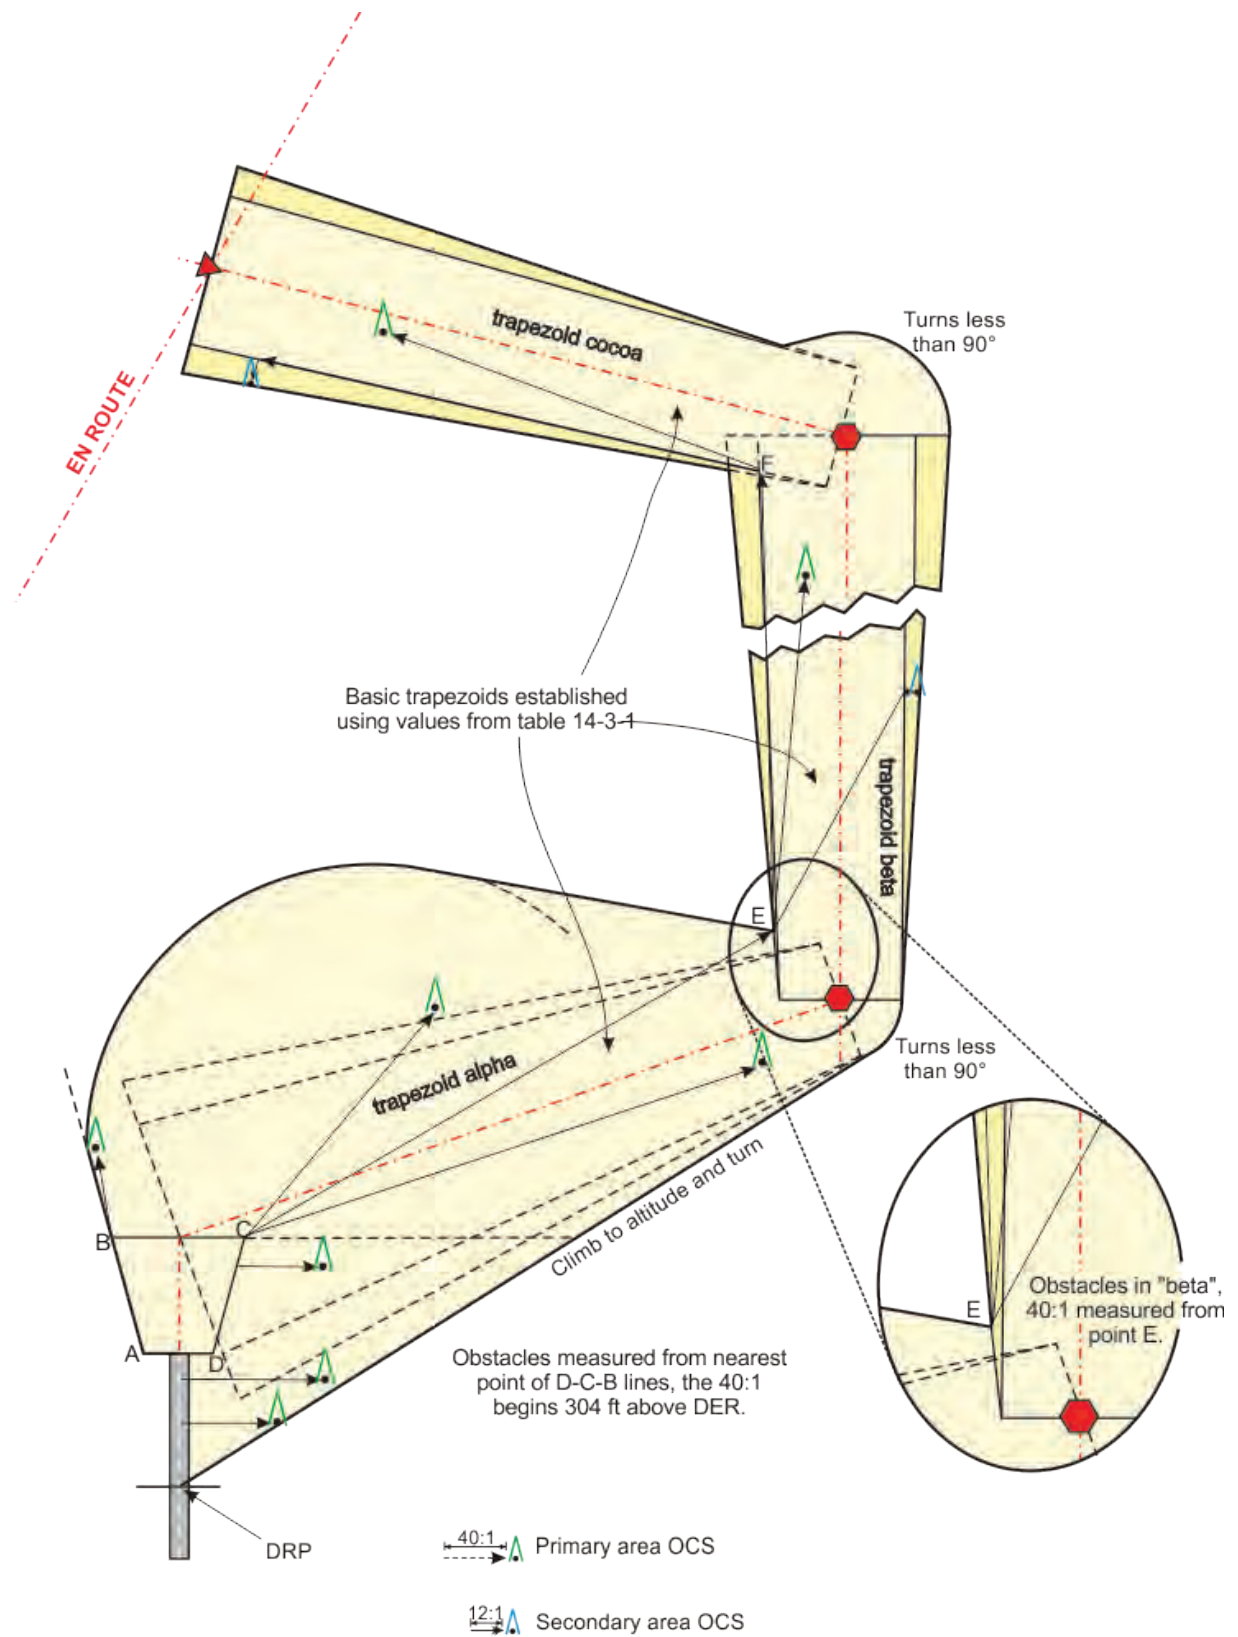 Turns less
than 90°
trapezoid cocoa
EN ROUTE
E
Basic trapezoids established
using values from table 14-3-1
trapezoid beta
E
Turns less
than 90°
trapezoid alpha
Climb to altitude and turn
B
C
A
D
E
Obstacles in "beta",
40:1 measured from
point E.
Obstacles measured from nearest
point of D-C-B lines, the 40:1
begins 304 ft above DER.
DRP
40:1
Primary area OCS
12:1
Secondary area OCS